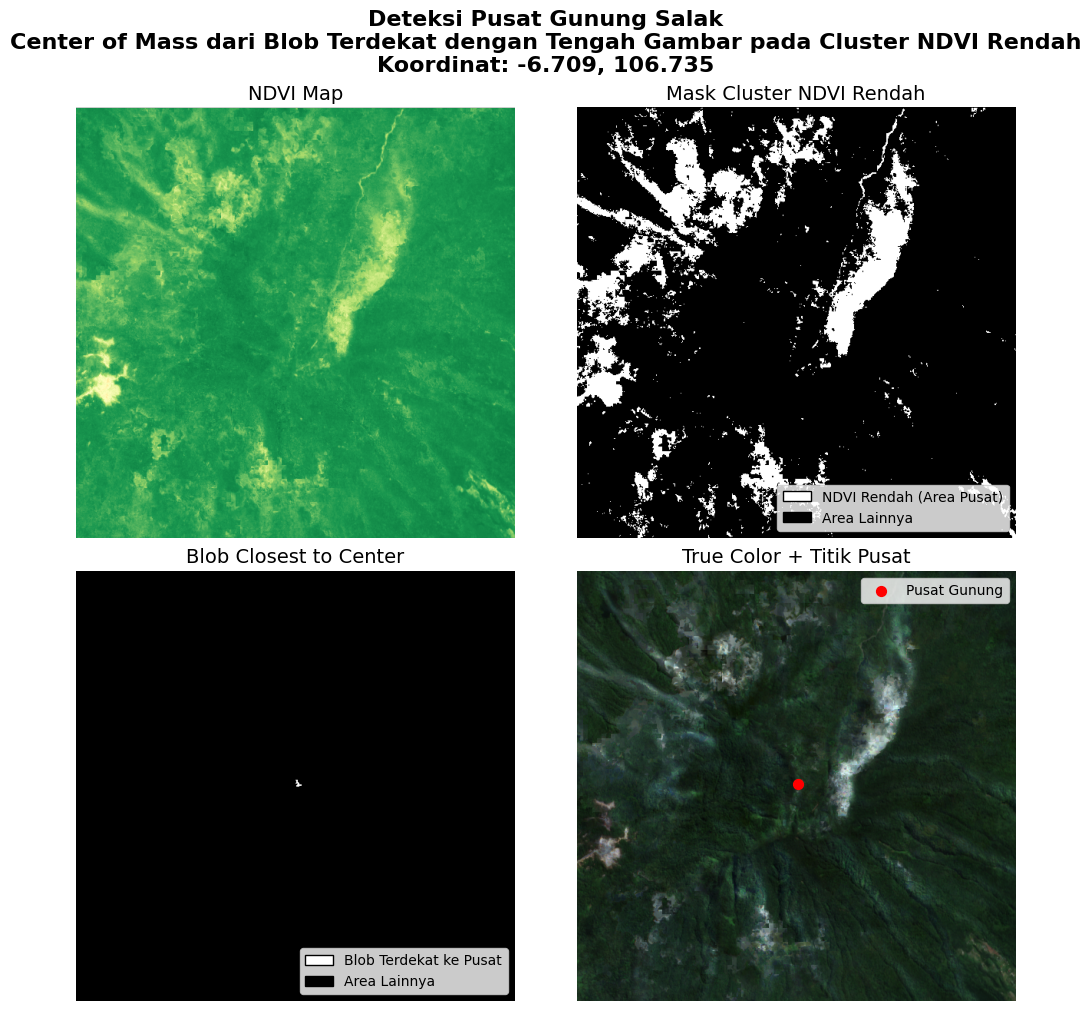 Deteksi Pusat Gunung Salak
Center of Mass dari Blob Terdekat dengan Tengah Gambar pada Cluster NDVI Rendah
Koordinat: -6.709, 106.735
NDVI Map
Mask Cluster NDVI Rendah
NDVI Rendah (Area Pusat)
Area Lainnya
Blob Closest to Center
True Color + Titik Pusat
Pusat Gunung
Blob Terdekat ke Pusat
Area Lainnya